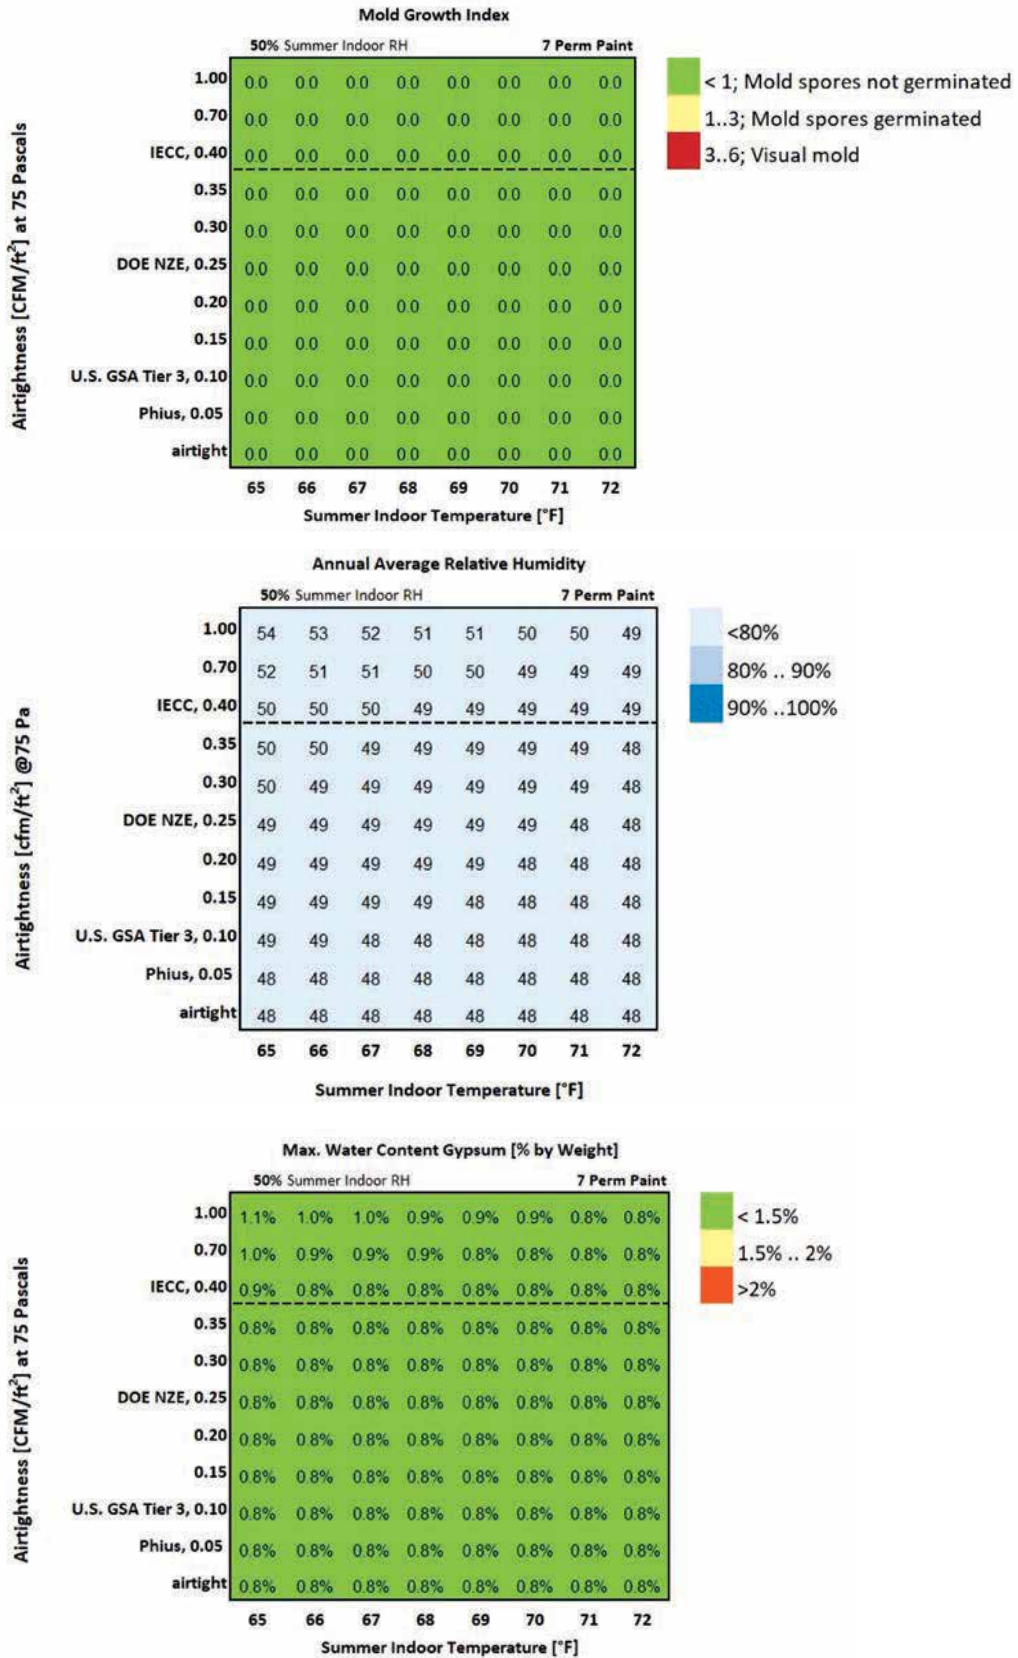 Mold Growth Index
50% Summer Indoor RH 7 Perm Paint
Airtightness [CFM/ft²] at 75 Pascals
1.00 0.0 0.0 0.0 0.0 0.0 0.0 0.0 0.0
0.70 0.0 0.0 0.0 0.0 0.0 0.0 0.0 0.0
IECC, 0.40 0.0 0.0 0.0 0.0 0.0 0.0 0.0 0.0
0.35 0.0 0.0 0.0 0.0 0.0 0.0 0.0 0.0
0.30 0.0 0.0 0.0 0.0 0.0 0.0 0.0 0.0
DOE NZE, 0.25 0.0 0.0 0.0 0.0 0.0 0.0 0.0 0.0
0.20 0.0 0.0 0.0 0.0 0.0 0.0 0.0 0.0
0.15 0.0 0.0 0.0 0.0 0.0 0.0 0.0 0.0
U.S. GSA Tier 3, 0.10 0.0 0.0 0.0 0.0 0.0 0.0 0.0 0.0
Phius, 0.05 0.0 0.0 0.0 0.0 0.0 0.0 0.0 0.0
airtight 0.0 0.0 0.0 0.0 0.0 0.0 0.0 0.0
65 66 67 68 69 70 71 72
Summer Indoor Temperature [°F]
< 1; Mold spores not germinated
1..3; Mold spores germinated
3..6; Visual mold
Annual Average Relative Humidity
50% Summer Indoor RH 7 Perm Paint
Airtightness [cfm/ft²] @75 Pa
1.00 54 53 52 51 51 50 50 49
0.70 52 51 51 50 50 49 49 49
IECC, 0.40 50 50 50 49 49 49 49 49
0.35 50 50 49 49 49 49 49 48
0.30 50 49 49 49 49 49 49 48
DOE NZE, 0.25 49 49 49 49 49 49 48 48
0.20 49 49 49 49 49 48 48 48
0.15 49 49 49 49 48 48 48 48
U.S. GSA Tier 3, 0.10 49 49 48 48 48 48 48 48
Phius, 0.05 48 48 48 48 48 48 48 48
airtight 48 48 48 48 48 48 48 48
65 66 67 68 69 70 71 72
Summer Indoor Temperature [°F]
<80%
80% .. 90%
90% ..100%
Max. Water Content Gypsum [% by Weight]
50% Summer Indoor RH 7 Perm Paint
Airtightness [CFM/ft²] at 75 Pascals
1.00 1.1% 1.0% 1.0% 0.9% 0.9% 0.9% 0.8% 0.8%
0.70 1.0% 0.9% 0.9% 0.9% 0.8% 0.8% 0.8% 0.8%
IECC, 0.40 0.9% 0.8% 0.8% 0.8% 0.8% 0.8% 0.8% 0.8%
0.35 0.8% 0.8% 0.8% 0.8% 0.8% 0.8% 0.8% 0.8%
0.30 0.8% 0.8% 0.8% 0.8% 0.8% 0.8% 0.8% 0.8%
DOE NZE, 0.25 0.8% 0.8% 0.8% 0.8% 0.8% 0.8% 0.8% 0.8%
0.20 0.8% 0.8% 0.8% 0.8% 0.8% 0.8% 0.8% 0.8%
0.15 0.8% 0.8% 0.8% 0.8% 0.8% 0.8% 0.8% 0.8%
U.S. GSA Tier 3, 0.10 0.8% 0.8% 0.8% 0.8% 0.8% 0.8% 0.8% 0.8%
Phius, 0.05 0.8% 0.8% 0.8% 0.8% 0.8% 0.8% 0.8% 0.8%
airtight 0.8% 0.8% 0.8% 0.8% 0.8% 0.8% 0.8% 0.8%
65 66 67 68 69 70 71 72
Summer Indoor Temperature [°F]
< 1.5%
1.5% .. 2%
>2%